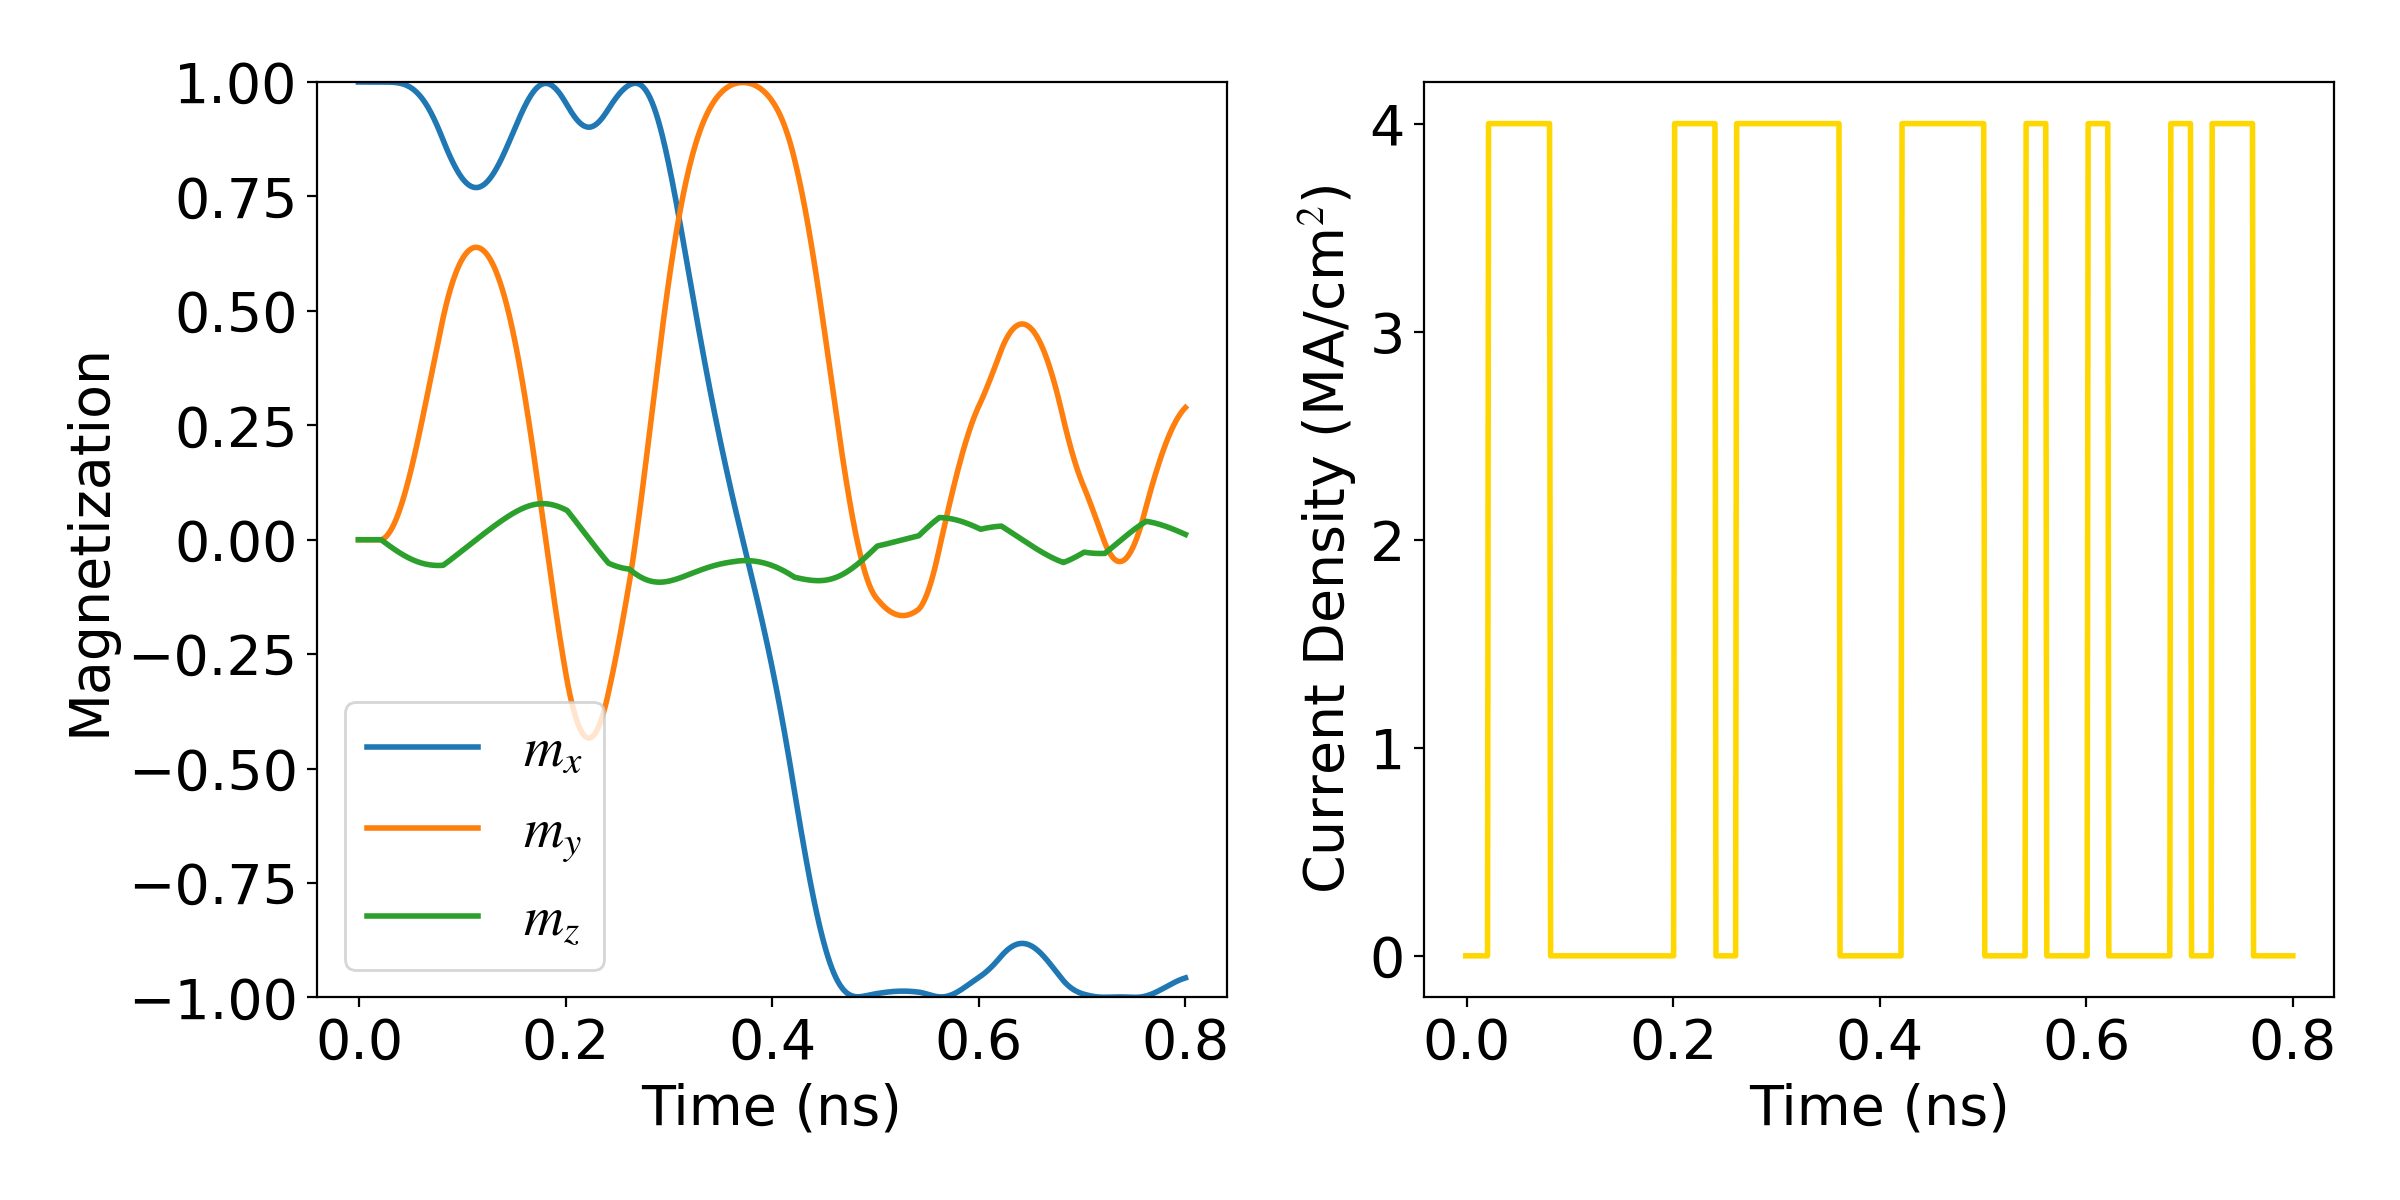 Magnetization
1.00
0.75
0.50
0.25
0.00
−0.25
−0.50
−0.75
−1.00
m_x
m_y
m_z
0.0 0.2 0.4 0.6 0.8
Time (ns)
Current Density (MA/cm²)
4
3
2
1
0
0.0 0.2 0.4 0.6 0.8
Time (ns)